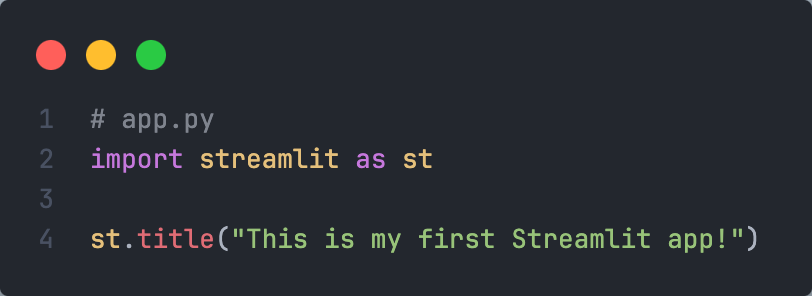 1 # app.py
2 import streamlit as st
3
4 st.title("This is my first Streamlit app!")